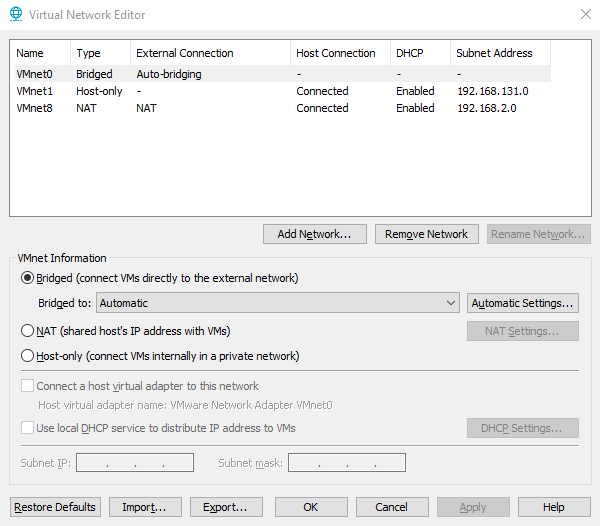 Virtual Network Editor
Name Type External Connection Host Connection DHCP Subnet Address
VMnet0 Bridged Auto-bridging - - -
VMnet1 Host-only - Connected Enabled 192.168.131.0
VMnet8 NAT NAT Connected Enabled 192.168.2.0
Add Network... Remove Network Rename Network...
VMnet Information
Bridged (connect VMs directly to the external network)
Bridged to: Automatic Automatic Settings...
NAT (shared host's IP address with VMs) NAT Settings...
Host-only (connect VMs internally in a private network)
Connect a host virtual adapter to this network
Host virtual adapter name: VMware Network Adapter VMnet0
Use local DHCP service to distribute IP address to VMs DHCP Settings...
Subnet IP: . . . Subnet mask: . . .
Restore Defaults Import... Export... OK Cancel Apply Help